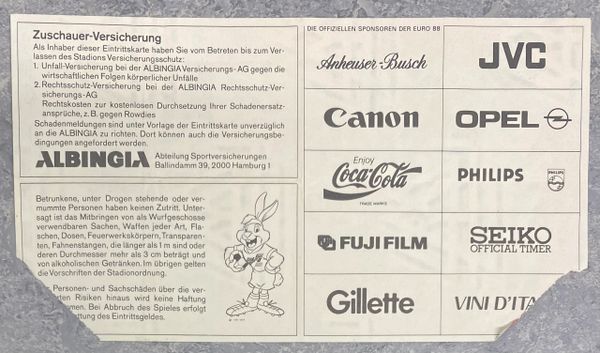 Zuschauer-Versicherung
Als Inhaber dieser Eintrittskarte haben Sie vom Betreten bis zum Ver-
lassen des Stadions Versicherungsschutz:
1. Unfall-Versicherung bei der ALBINGIA Versicherungs-AG gegen die
wirtschaftlichen Folgen körperlicher Unfälle
2. Rechtsschutz-Versicherung bei der ALBINGIA Rechtsschutz-Ver-
sicherungs-AG
Rechtskosten zur kostenlosen Durchsetzung Ihrer Schadenersatz-
ansprüche, z. B. gegen Rowdies
Schadenmeldungen sind unter Vorlage der Eintrittskarte unverzüglich
an die ALBINGIA zu richten. Dort können auch die Versicherungsbe-
dingungen angefordert werden.
ALBINGIA
Abteilung Sportversicherungen
Ballindamm 39, 2000 Hamburg 1
Betrunkene, unter Drogen stehende oder ver-
mummte Personen haben keinen Zutritt. Unter-
sagt ist das Mitbringen von als Wurfgeschosse
verwendbaren Sachen, Waffen jeder Art, Fla-
schen, Dosen, Feuerwerkskörpern, Transparenten,
Fahnenstangen, die länger als 1 m sind oder
deren Durchmesser mehr als 3 cm beträgt und
von alkoholischen Getränken. Im übrigen gelten
die Vorschriften der Stadionordnung.
Personen- und Sachschäden über die ver-
Risiken hinaus wird keine Haftung
Bei Abbruch des Spieles erfolgt
des Eintrittsgeldes.
DIE OFFIZIELLEN SPONSOREN DER EURO 88
Anheuser-Busch
JVC
Canon
OPEL
Enjoy
Coca-Cola
TRADE MARKS
PHILIPS
PHILIPS
FUJI FILM
SEIKO
OFFICIAL TIMER
Gillette
VINI D'ITA